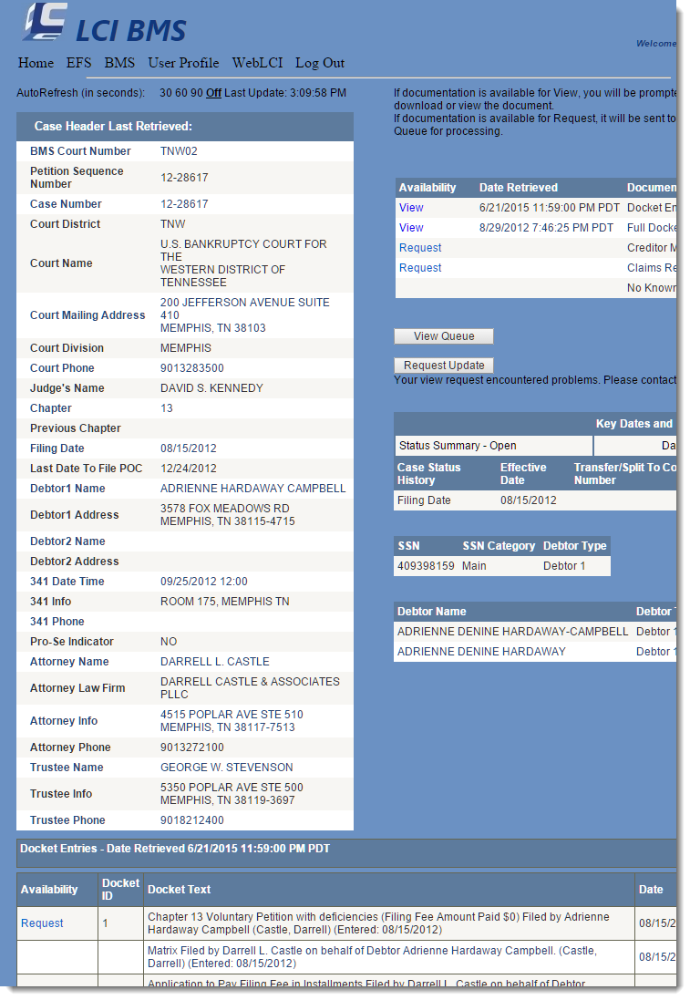 LCI BMS
Welcome
Home EFS BMS User Profile WebLCI Log Out
AutoRefresh (in seconds): 30 60 90 Off Last Update: 3:09:58 PM
Case Header Last Retrieved:
BMS Court Number TNW02
Petition Sequence
Number 12-28617
Case Number 12-28617
Court District TNW
Court Name U.S. BANKRUPTCY COURT FOR
THE
WESTERN DISTRICT OF
TENNESSEE
Court Mailing Address 200 JEFFERSON AVENUE SUITE
410
MEMPHIS, TN 38103
Court Division MEMPHIS
Court Phone 9013283500
Judge's Name DAVID S. KENNEDY
Chapter 13
Previous Chapter
Filing Date 08/15/2012
Last Date To File POC 12/24/2012
Debtor1 Name ADRIENNE HARDAWAY CAMPBELL
Debtor1 Address 3578 FOX MEADOWS RD
MEMPHIS, TN 38115-4715
Debtor2 Name
Debtor2 Address
341 Date Time 09/25/2012 12:00
341 Info ROOM 175, MEMPHIS TN
341 Phone
Pro-Se Indicator NO
Attorney Name DARRELL L. CASTLE
Attorney Law Firm DARRELL CASTLE & ASSOCIATES
PLLC
Attorney Info 4515 POPLAR AVE STE 510
MEMPHIS, TN 38117-7513
Attorney Phone 9013272100
Trustee Name GEORGE W. STEVENSON
Trustee Info 5350 POPLAR AVE STE 500
MEMPHIS, TN 38119-3697
Trustee Phone 9018212400
If documentation is available for View, you will be prompte
download or view the document.
If documentation is available for Request, it will be sent to
Queue for processing.
Availability Date Retrieved Documen
View 6/21/2015 11:59:00 PM PDT Docket En
View 8/29/2012 7:46:25 PM PDT Full Docke
Request Creditor M
Request Claims Re
No Known
View Queue
Request Update
Your view request encountered problems. Please contact
Key Dates and
Status Summary - Open Da
Case Status
History Effective
Date Transfer/Split To Co
Number
Filing Date 08/15/2012
SSN SSN Category Debtor Type
409398159 Main Debtor 1
Debtor Name Debtor T
ADRIENNE DENINE HARDAWAY-CAMPBELL Debtor 1
ADRIENNE DENINE HARDAWAY Debtor 1
Docket Entries - Date Retrieved 6/21/2015 11:59:00 PM PDT
Availability Docket
ID Docket Text Date
Request 1 Chapter 13 Voluntary Petition with deficiencies (Filing Fee Amount Paid $0) Filed by Adrienne
Hardaway Campbell (Castle, Darrell) (Entered: 08/15/2012) 08/15/2
Matrix Filed by Darrell L. Castle on behalf of Debtor Adrienne Hardaway Campbell. (Castle,
Darrell) (Entered: 08/15/2012) 08/15/2
Application to Pay Filing Fee in Installments Filed by Darrell L. Castle on behalf of Debtor